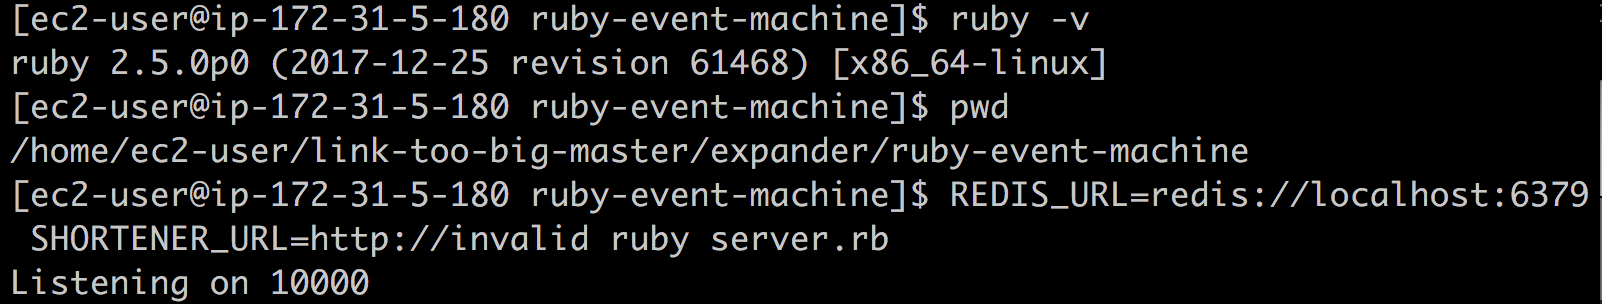 [ec2-user@ip-172-31-5-180 ruby-event-machine]$ ruby -v
ruby 2.5.0p0 (2017-12-25 revision 61468) [x86_64-linux]
[ec2-user@ip-172-31-5-180 ruby-event-machine]$ pwd
/home/ec2-user/link-too-big-master/expander/ruby-event-machine
[ec2-user@ip-172-31-5-180 ruby-event-machine]$ REDIS_URL=redis://localhost:6379
SHORTENER_URL=http://invalid ruby server.rb
Listening on 10000